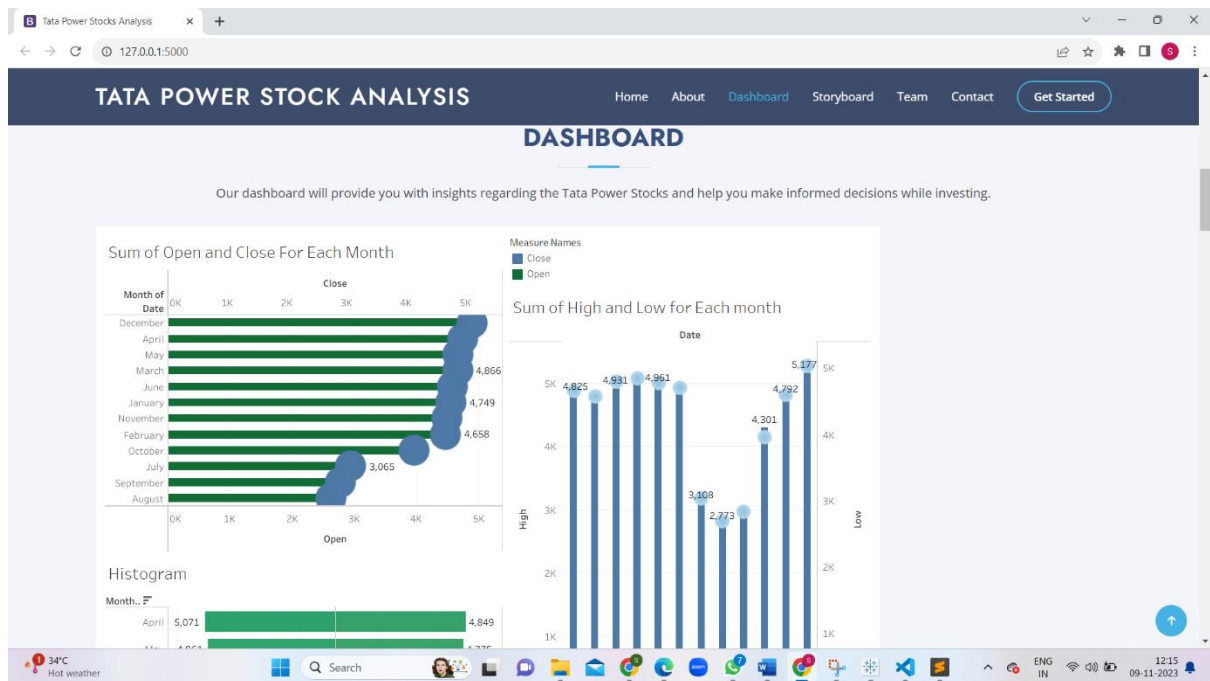 Tata Power Stocks Analysis
127.0.0.1:5000
TATA POWER STOCK ANALYSIS
Home About Dashboard Storyboard Team Contact Get Started
DASHBOARD
Our dashboard will provide you with insights regarding the Tata Power Stocks and help you make informed decisions while investing.
Sum of Open and Close For Each Month
Close
Month of
Date
0K 1K 2K 3K 4K 5K
December
April
May
March 4,866
June
January 4,749
November
February 4,658
October
July 3,065
September
August
0K 1K 2K 3K 4K 5K
Open
Measure Names
Close
Open
Sum of High and Low for Each month
Date
5K 4K 3K 2K 1K
High
4,825 4,931 4,961 3,108 2,773 4,301 4,792 5,177
5K 4K 3K 2K 1K
Low
Histogram
Month..
April 5,071 4,849
34°C
Hot weather
Search
ENG
IN
12:15
09-11-2023